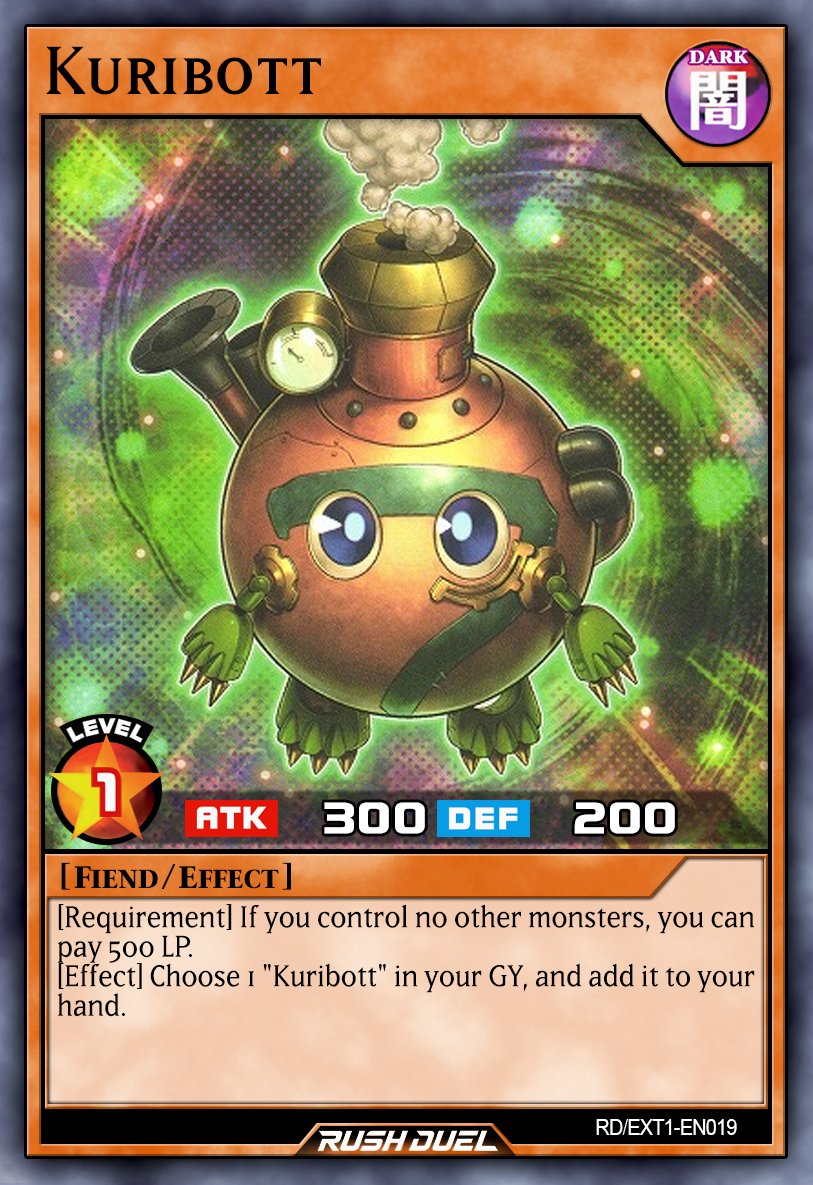 Kuribott
DARK
闇
LEVEL
1
ATK 300 DEF 200
[Fiend/Effect]
[Requirement] If you control no other monsters, you can
pay 500 LP.
[Effect] Choose 1 "Kuribott" in your GY, and add it to your
hand.
RD/EXT1-EN019
RUSH DUEL